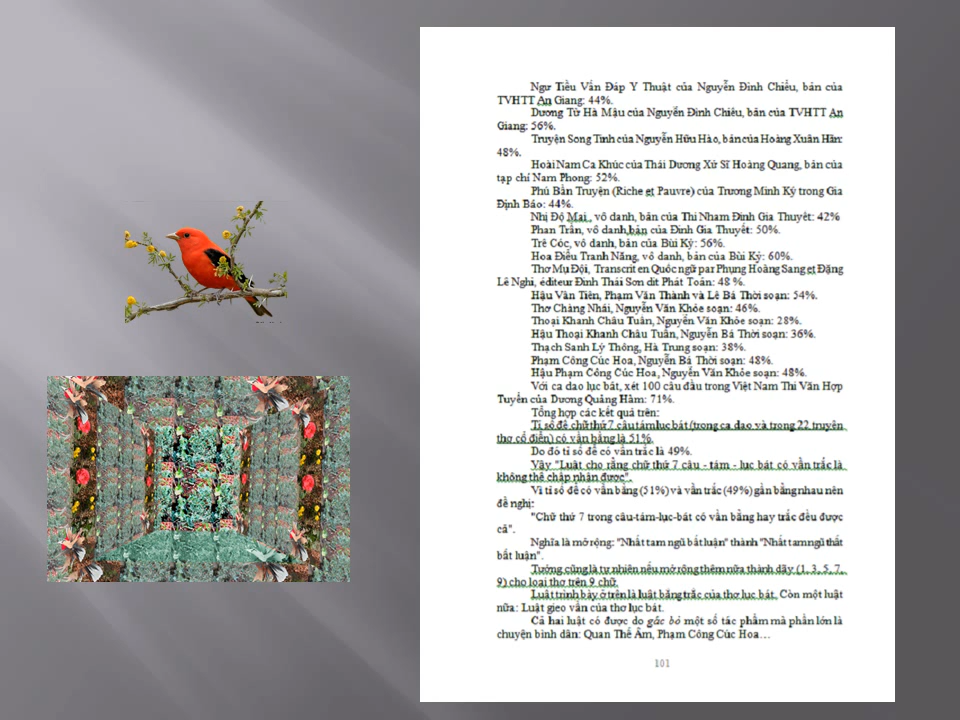 Ngư Tiều Vấn Đáp Y Thuật của Nguyễn Đình Chiểu, bản của
TVHTT An Giang: 44%.
Dương Từ Hà Mậu của Nguyễn Đình Chiểu, bản của TVHTT An
Giang: 56%.
Truyện Song Tinh của Nguyễn Hữu Hào, bản của Hoàng Xuân Hãn:
48%.
Hoài Nam Ca Khúc của Thái Dương Xử Sĩ Hoàng Quang, bản của
tạp chí Nam Phong: 52%.
Phú Bần Truyện (Riche et Pauvre) của Trương Minh Ký trong Gia
Định Báo: 44%.
Nhị Độ Mai , vô danh, bản của Thi Nham Đinh Gia Thuyết: 42%
Phan Trần, vô danh,bản của Đinh Gia Thuyết: 50%.
Trê Cóc, vô danh, bản của Bùi Kỷ: 56%.
Hoa Điểu Tranh Năng, vô danh, bản của Bùi Kỷ: 60%.
Thơ Mụ Đội, Transcrit en Quốc ngữ par Phụng Hoàng Sang et Đặng
Lê Nghi, éditeur Đinh Thái Sơn dit Phát Toán: 48 %.
Hậu Vân Tiên, Phạm Văn Thành và Lê Bá Thời soạn: 54%.
Thơ Chàng Nhái, Nguyễn Văn Khỏe soạn: 46%.
Thoại Khanh Châu Tuấn, Nguyễn Văn Khỏe soạn: 28%.
Hậu Thoại Khanh Châu Tuấn, Nguyễn Bá Thời soạn: 36%.
Thạch Sanh Lý Thông, Hà Trung soạn: 38%.
Phạm Công Cúc Hoa, Nguyễn Bá Thời soạn: 48%.
Hậu Phạm Công Cúc Hoa, Nguyễn Văn Khỏe soạn: 48%.
Với ca dao lục bát, xét 100 câu đầu trong Việt Nam Thi Văn Hợp
Tuyển của Dương Quảng Hàm: 71%.
Tổng hợp các kết quả trên:
Tỉ số để chữ thứ 7 câu tám lục bát (trong ca dao và trong 22 truyện
thơ cổ điển) có vần bằng là 51%.
Do đó tỉ số để có vần trắc là 49%.
Vậy "Luật cho rằng chữ thứ 7 câu - tám - lục bát có vần trắc là
không thể chấp nhận được".
Vì tỉ số để có vần bằng (51%) và vần trắc (49%) gần bằng nhau nên
đề nghị:
"Chữ thứ 7 trong câu-tám-lục-bát có vần bằng hay trắc đều được
cả".
Nghĩa là mở rộng: "Nhất tam ngũ bất luận" thành "Nhất tam ngũ thất
bất luận".
Tưởng cũng là tự nhiên nếu mở rộng thêm nữa thành dãy (1, 3, 5, 7,
9) cho loại thơ trên 9 chữ.
Luật trình bày ở trên là luật bằng trắc của thơ lục bát. Còn một luật
nữa: Luật gieo vần của thơ lục bát.
Cả hai luật có được do gác bỏ một số tác phẩm mà phần lớn là
chuyện bình dân: Quan Thế Âm, Phạm Công Cúc Hoa…
101